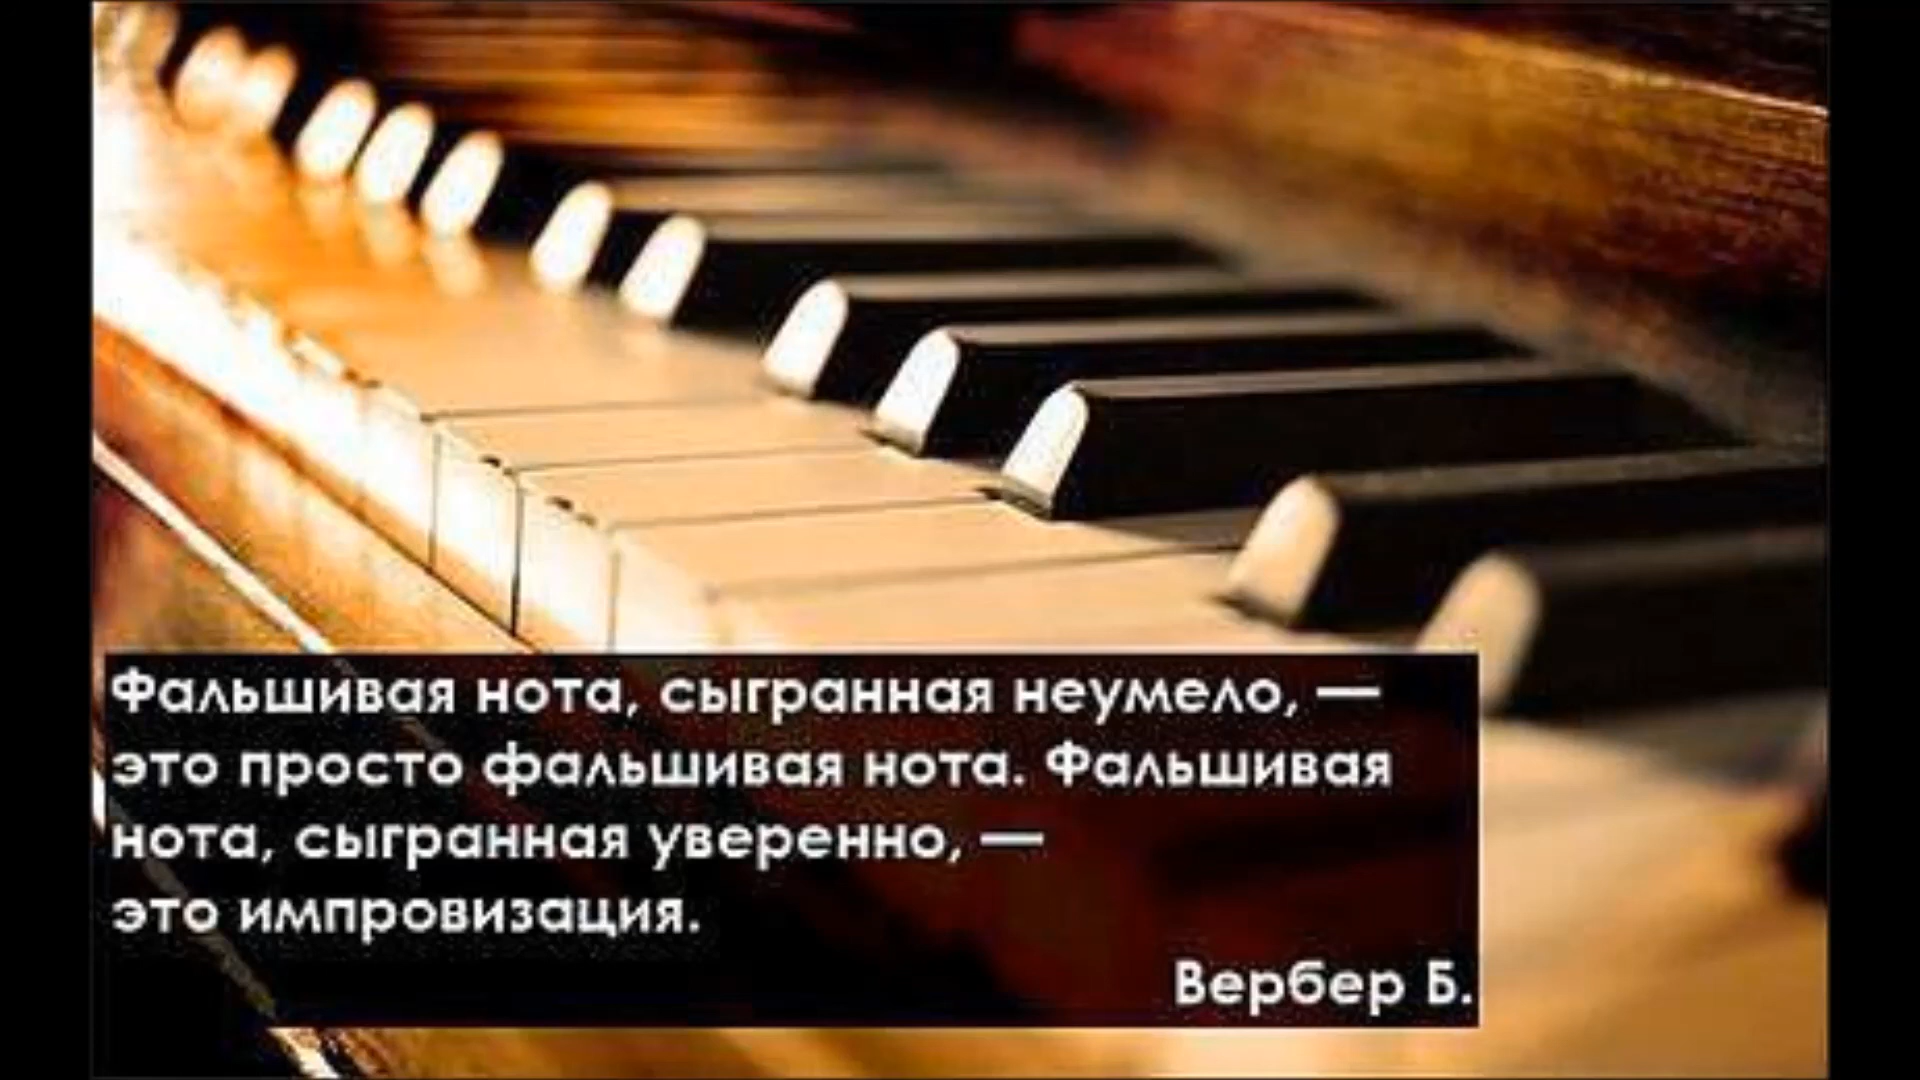 Фальшивая нота, сыгранная неумело, —
это просто фальшивая нота. Фальшивая
нота, сыгранная уверенно, —
это импровизация.
Вербер Б.